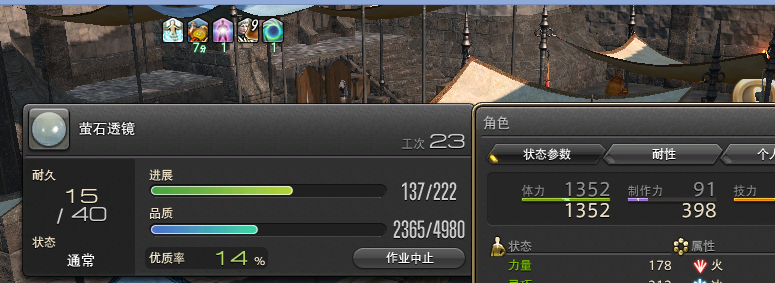 9
7分 1 1
萤石透镜
工次 23
耐久
15
/ 40
状态
通常
进展
137/222
品质
2365/4980
优质率 14 %
作业中止
角色
状态参数 耐性 个人
体力 1352 制作力 91 技力
1352 398
状态 属性
力量 178 火